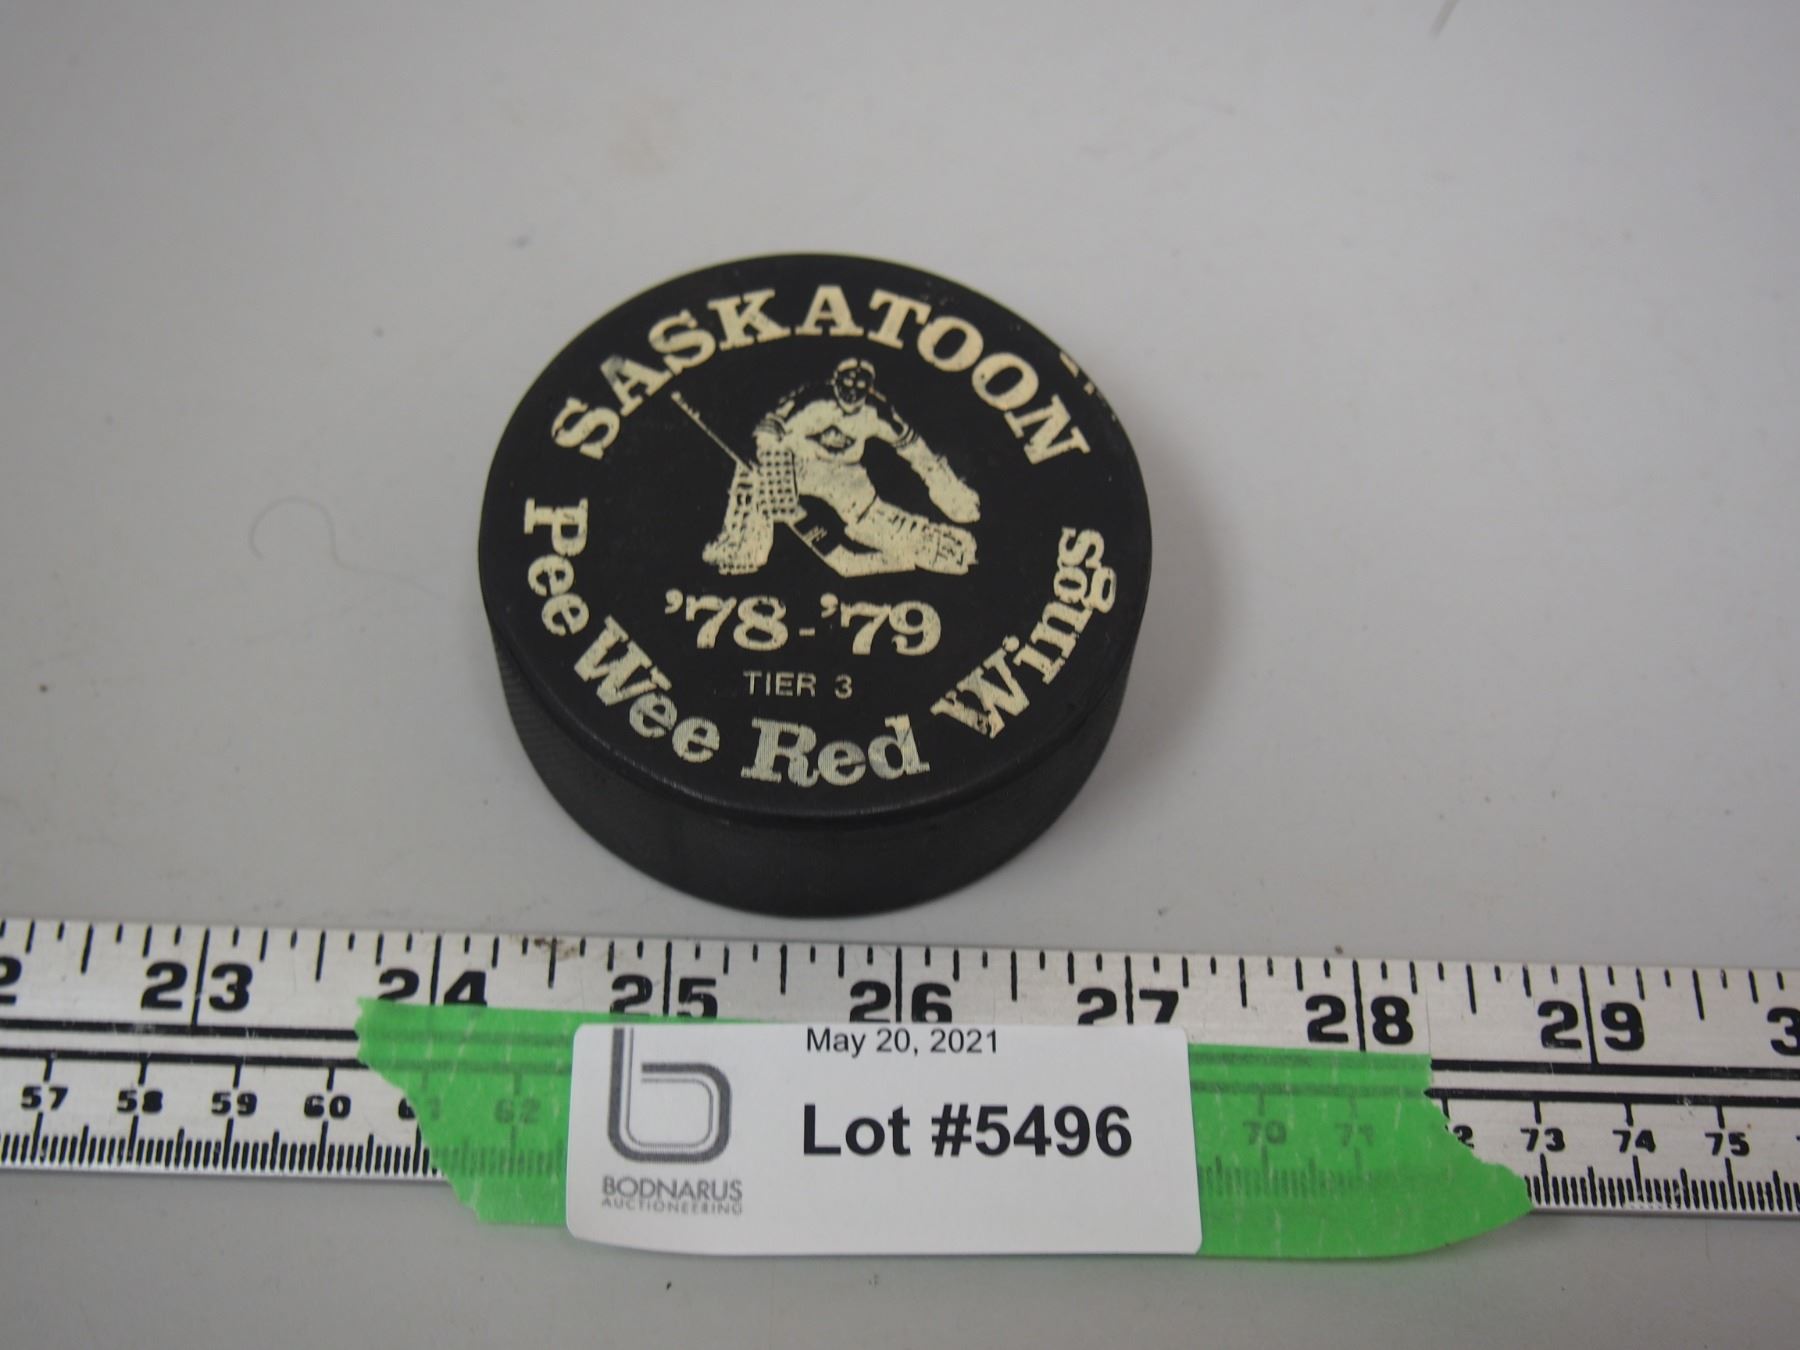 SASKATOON
'78-'79
TIER 3
Pee Wee Red Wings
23 24 25 26 27 28 29
57 58 59 60 62 70 71 73 74 75
May 20, 2021
Lot #5496
BODNARUS
AUCTIONEERING